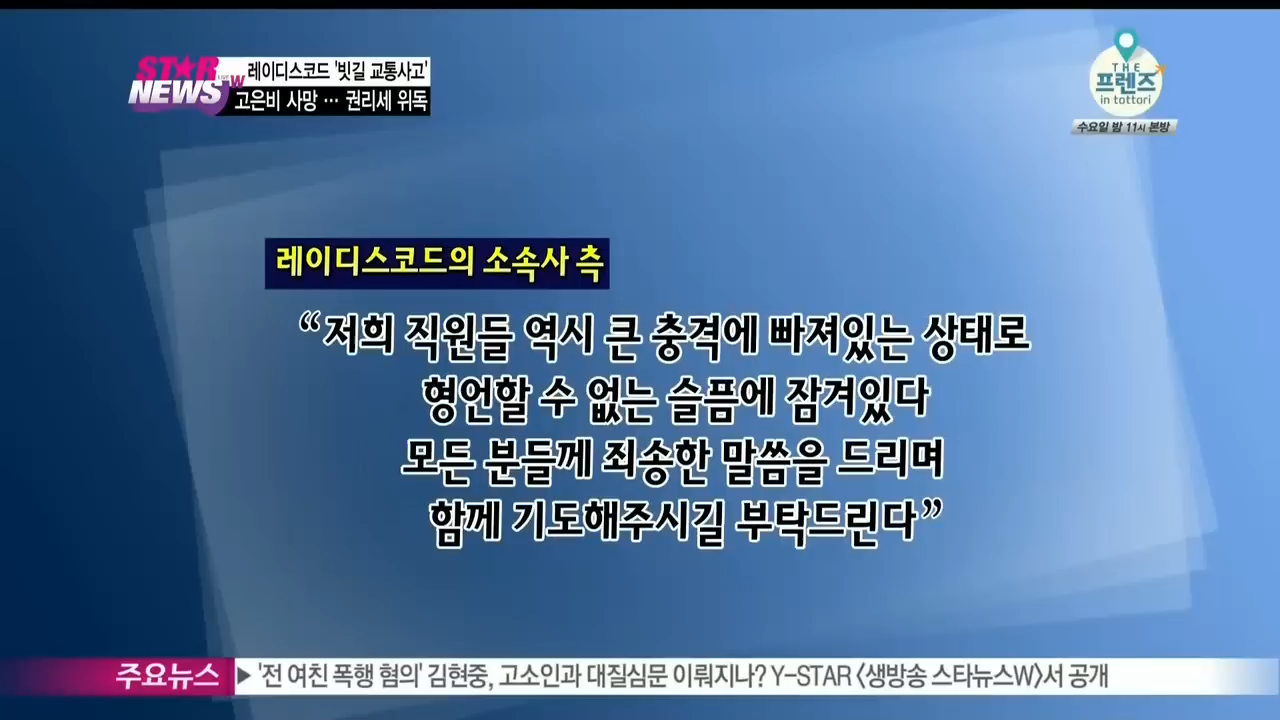 STAR
NEWS
LIVE W
레이디스코드 '빗길 교통사고'
고은비 사망 … 권리세 위독
THE
프렌즈
in tottori
수요일 밤 11시 본방
레이디스코드의 소속사 측
“저희 직원들 역시 큰 충격에 빠져있는 상태로
형언할 수 없는 슬픔에 잠겨있다
모든 분들께 죄송한 말씀을 드리며
함께 기도해주시길 부탁드린다”
주요뉴스
▶ '전 여친 폭행 혐의' 김현중, 고소인과 대질심문 이뤄지나? Y-STAR 〈생방송 스타뉴스W〉서 공개